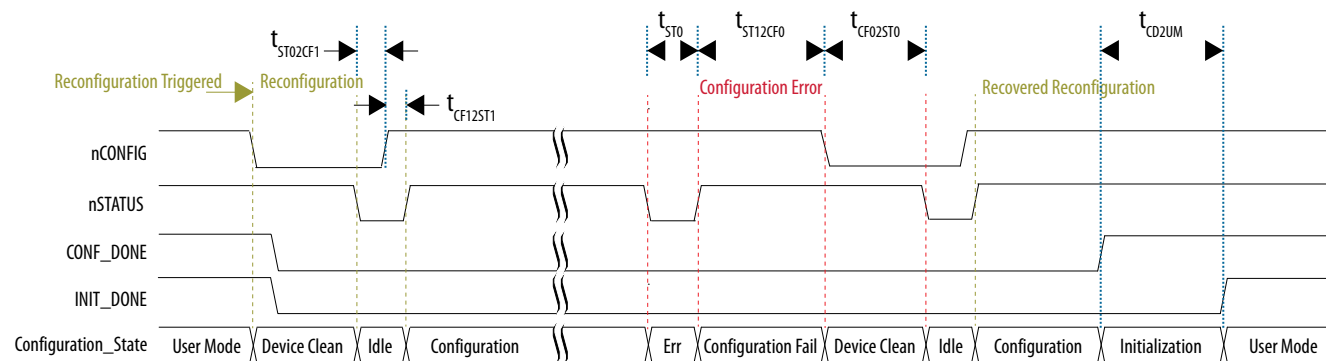 tST02CF1
tST0
tST12CF0
tCF02ST0
tCD2UM
Reconfiguration Triggered
Reconfiguration
Configuration Error
Recovered Reconfiguration
tCF12ST1
nCONFIG
nSTATUS
CONF_DONE
INIT_DONE
Configuration_State
User Mode
Device Clean
Idle
Configuration
Err
Configuration Fail
Device Clean
Idle
Configuration
Initialization
User Mode